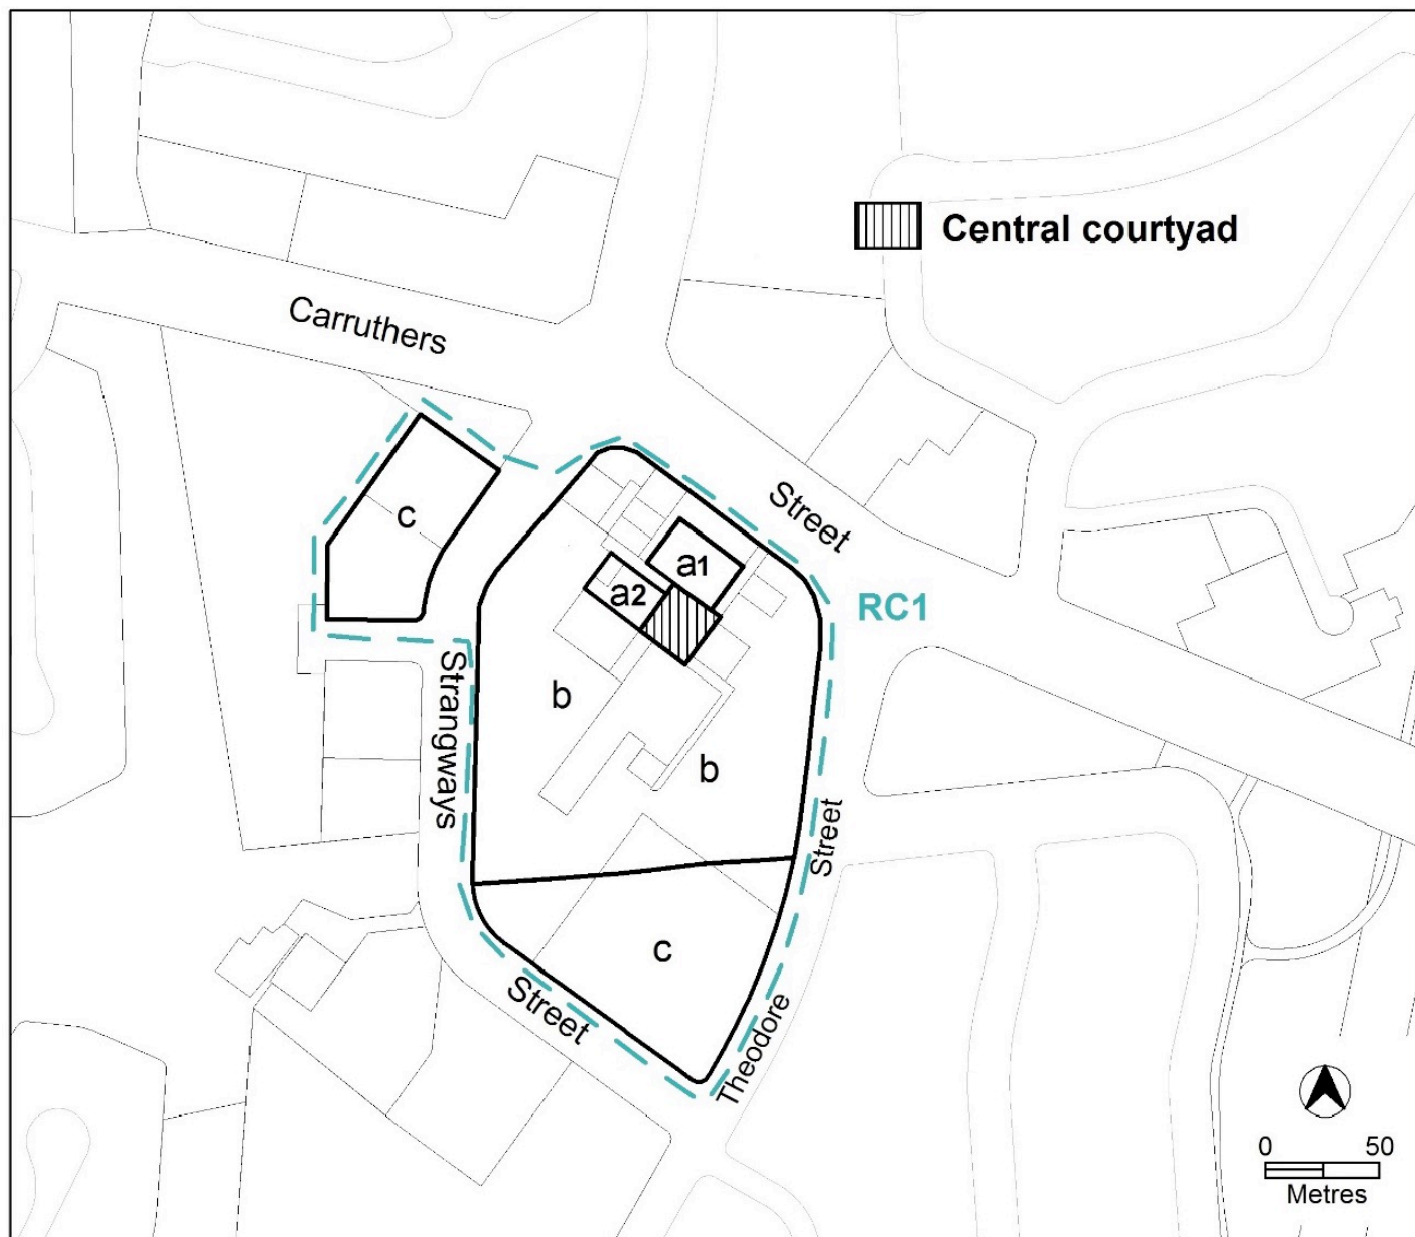 Central courtyad
Carruthers
Street
c
a1
a2
RC1
Strangways
b
b
Street
c
Street
Theodore
0 50
Metres